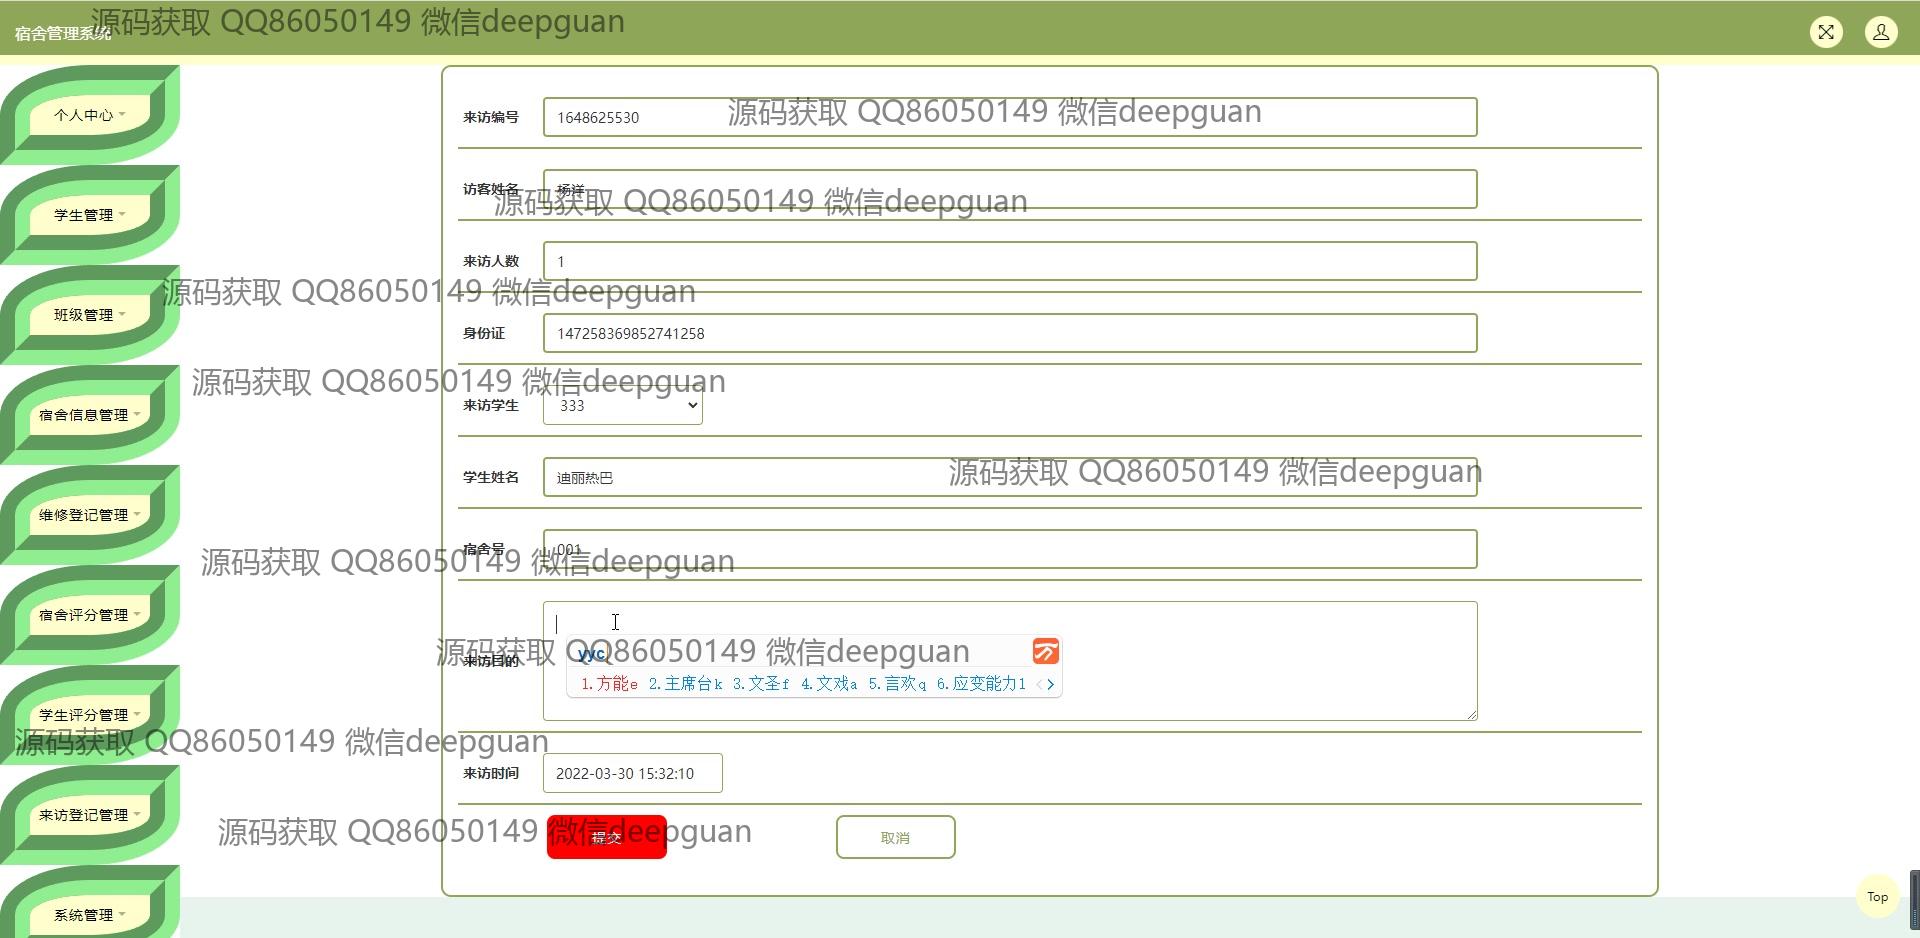 宿舍管理系统
源码获取 QQ86050149 微信deepguan
个人中心
学生管理
班级管理
宿舍信息管理
维修登记管理
宿舍评分管理
学生评分管理
来访登记管理
系统管理
来访编号 1648625530
源码获取 QQ86050149 微信deepguan
访客姓名 杨洋
源码获取 QQ86050149 微信deepguan
来访人数 1
源码获取 QQ86050149 微信deepguan
身份证 147258369852741258
源码获取 QQ86050149 微信deepguan
来访学生 333
学生姓名 迪丽热巴
源码获取 QQ86050149 微信deepguan
宿舍号 001
源码获取 QQ86050149 微信deepguan
来访目的
yyc
源码获取 QQ86050149 微信deepguan
1.方能e 2.主席台k 3.文圣f 4.文戏a 5.言欢q 6.应变能力l
源码获取 QQ86050149 微信deepguan
来访时间 2022-03-30 15:32:10
源码获取 QQ86050149 微信deepguan
提交 取消
Top